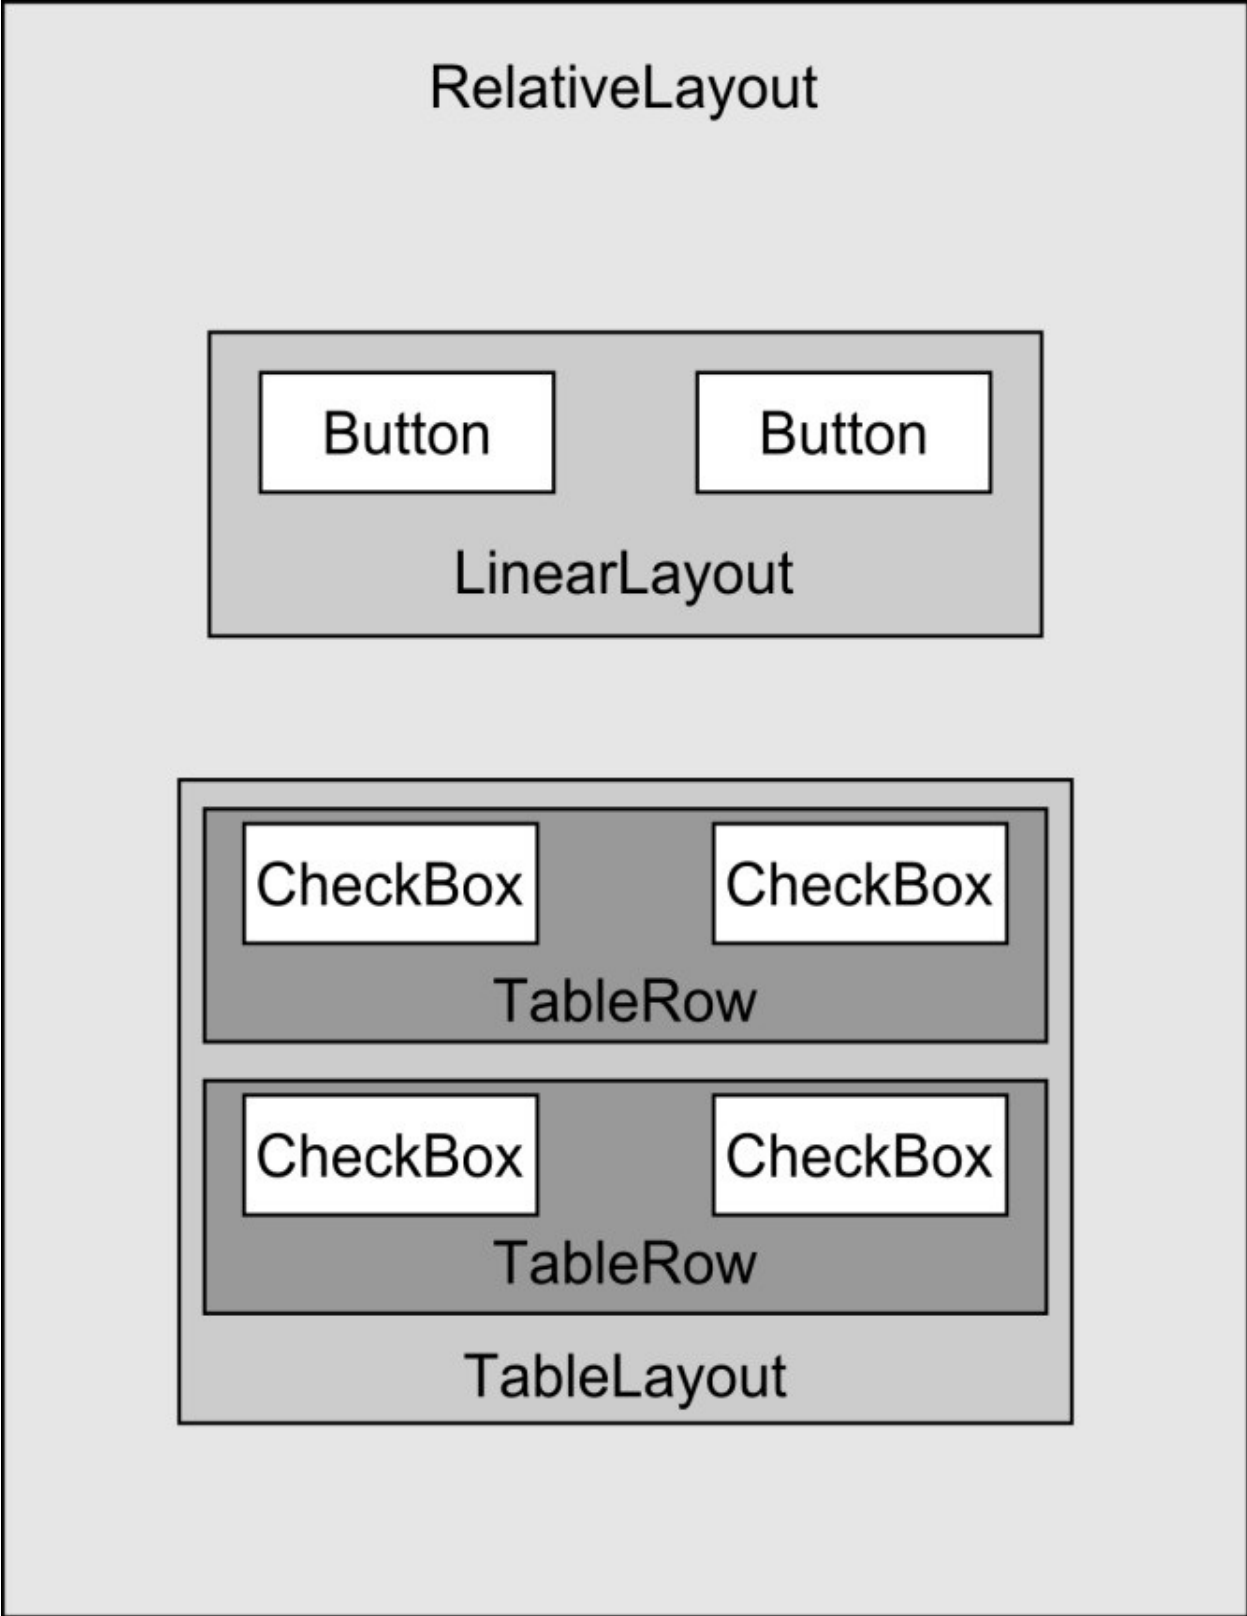 RelativeLayout
Button Button
LinearLayout
CheckBox CheckBox
TableRow
CheckBox CheckBox
TableRow
TableLayout